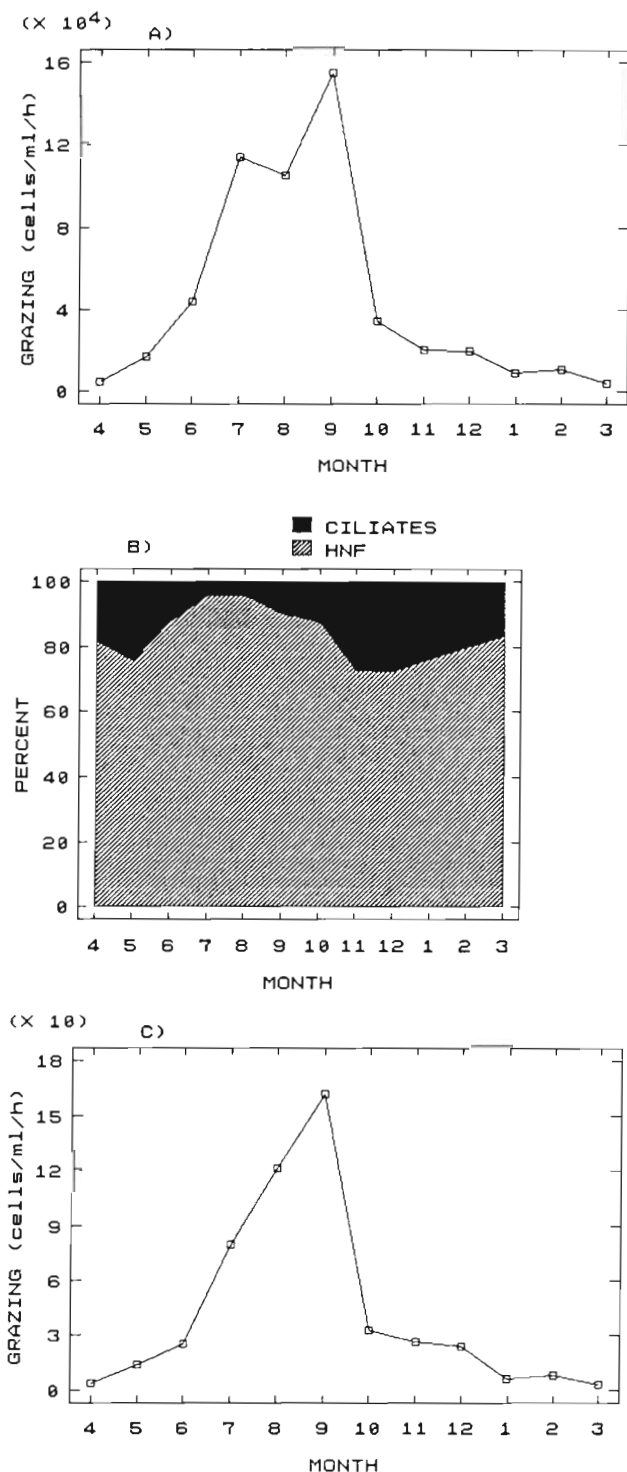 (X 10⁴)
A)
16
12
8
4
0
GRAZING (cells/ml/h)
4 5 6 7 8 9 10 11 12 1 2 3
MONTH
CILIATES
B)
HNF
100
80
60
40
20
0
PERCENT
4 5 6 7 8 9 10 11 12 1 2 3
MONTH
(X 10)
C)
18
15
12
9
6
3
0
GRAZING (cells/ml/h)
4 5 6 7 8 9 10 11 12 1 2 3
MONTH